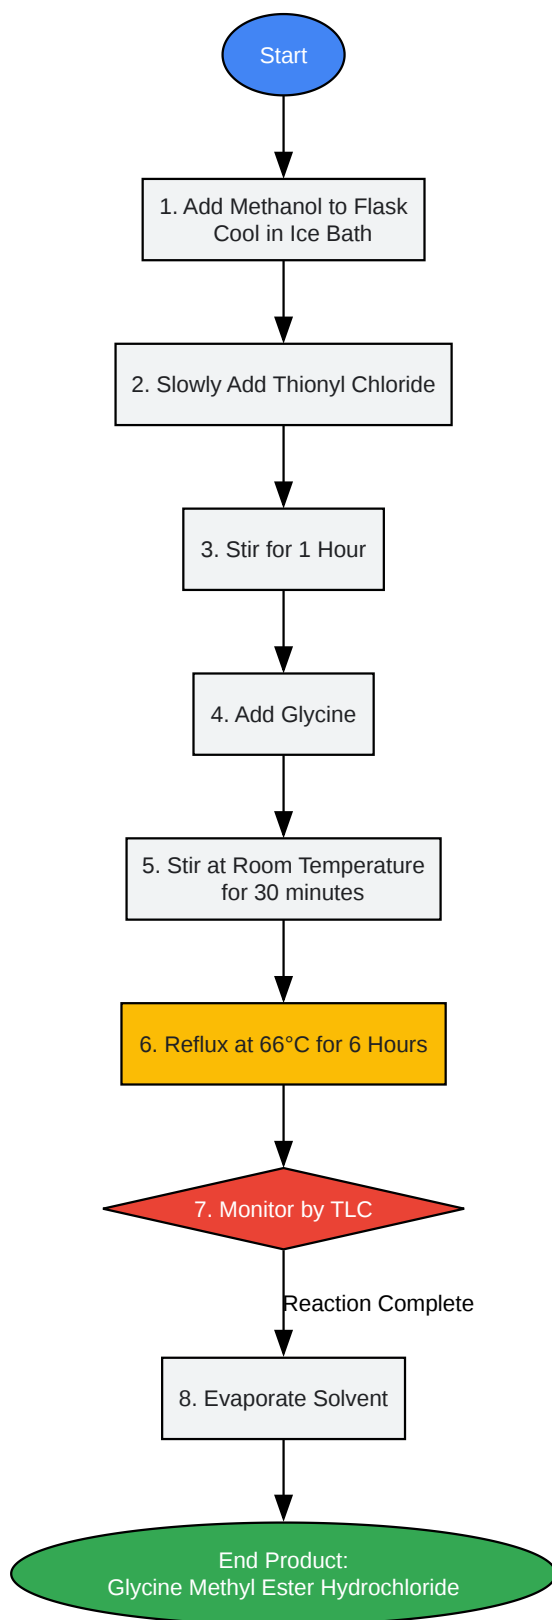 Start
1. Add Methanol to Flask
Cool in Ice Bath
2. Slowly Add Thionyl Chloride
3. Stir for 1 Hour
4. Add Glycine
5. Stir at Room Temperature
for 30 minutes
6. Reflux at 66°C for 6 Hours
7. Monitor by TLC
Reaction Complete
8. Evaporate Solvent
End Product:
Glycine Methyl Ester Hydrochloride